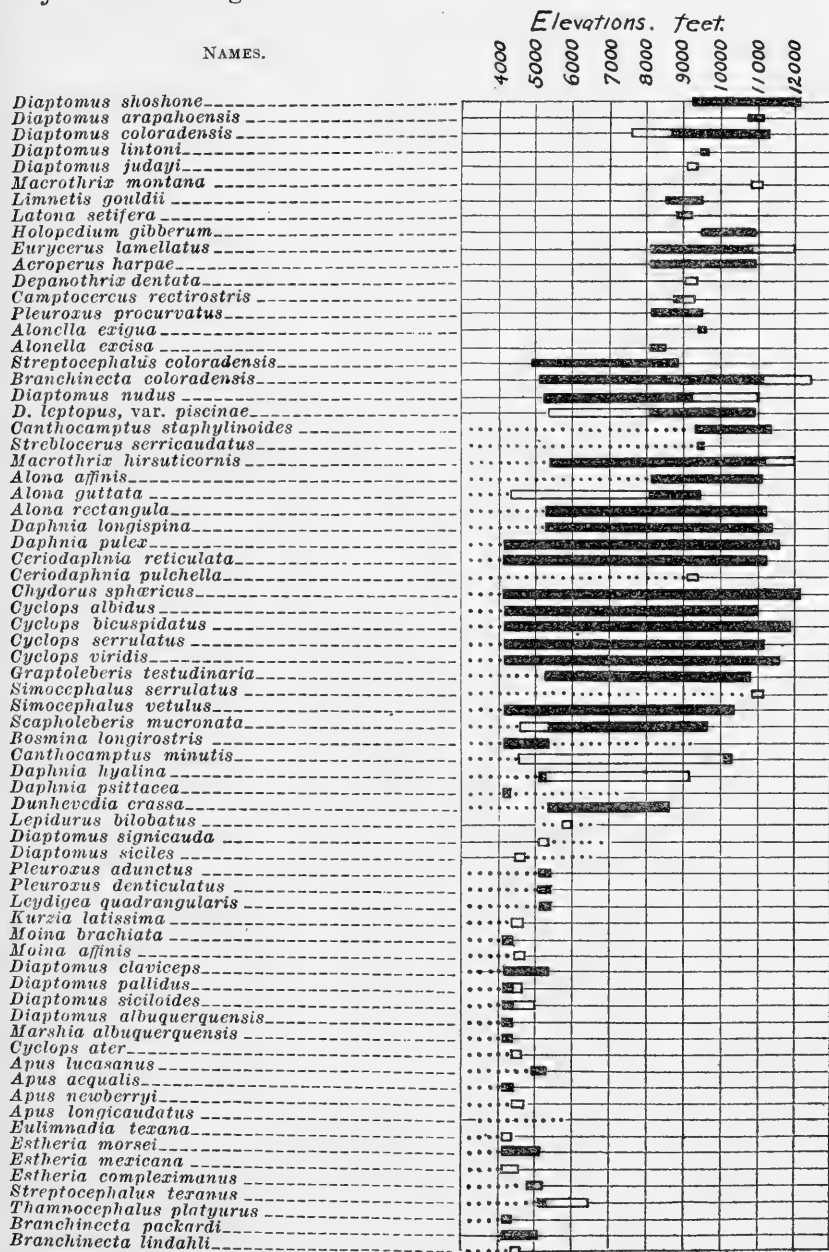 Elevations. feet.
NAMES.
4000 5000 6000 7000 8000 9000 10000 11000 12000
Diaptomus shoshone
Diaptomus arapahoensis
Diaptomus coloradensis
Diaptomus lintoni
Diaptomus judayi
Macrothrix montana
Limnetis gouldii
Latona setifera
Holopedium gibberum
Eurycerus lamellatus
Acroperus harpae
Depanothrix dentata
Camptocercus rectirostris
Pleuroxus procurvatus
Alonella exigua
Alonella excisa
Streptocephalus coloradensis
Branchinecta coloradensis
Diaptomus nudus
D. leptopus, var. piscinae
Canthocamptus staphylinoides
Streblocerus serricaudatus
Macrothrix hirsuticornis
Alona affinis
Alona guttata
Alona rectangula
Daphnia longispina
Daphnia pulex
Ceriodaphnia reticulata
Ceriodaphnia pulchella
Chydorus sphæricus
Cyclops albidus
Cyclops bicuspidatus
Cyclops serrulatus
Cyclops viridis
Graptoleberis testudinaria
Simocephalus serrulatus
Simocephalus vetulus
Scapholeberis mucronata
Bosmina longirostris
Canthocamptus minutis
Daphnia hyalina
Daphnia psittacea
Dunhevedia crassa
Lepidurus bilobatus
Diaptomus signicauda
Diaptomus siciles
Pleuroxus adunctus
Pleuroxus denticulatus
Leydigea quadrangularis
Kurzia latissima
Moina brachiata
Moina affinis
Diaptomus claviceps
Diaptomus pallidus
Diaptomus siciloides
Diaptomus albuquerquensis
Marshia albuquerquensis
Cyclops ater
Apus lucasanus
Apus aequalis
Apus newberryi
Apus longicaudatus
Eulimnadia texana
Estheria morsei
Estheria mexicana
Estheria compleximanus
Streptocephalus texanus
Thamnocephalus platyurus
Branchinecta packardi
Branchinecta lindahli